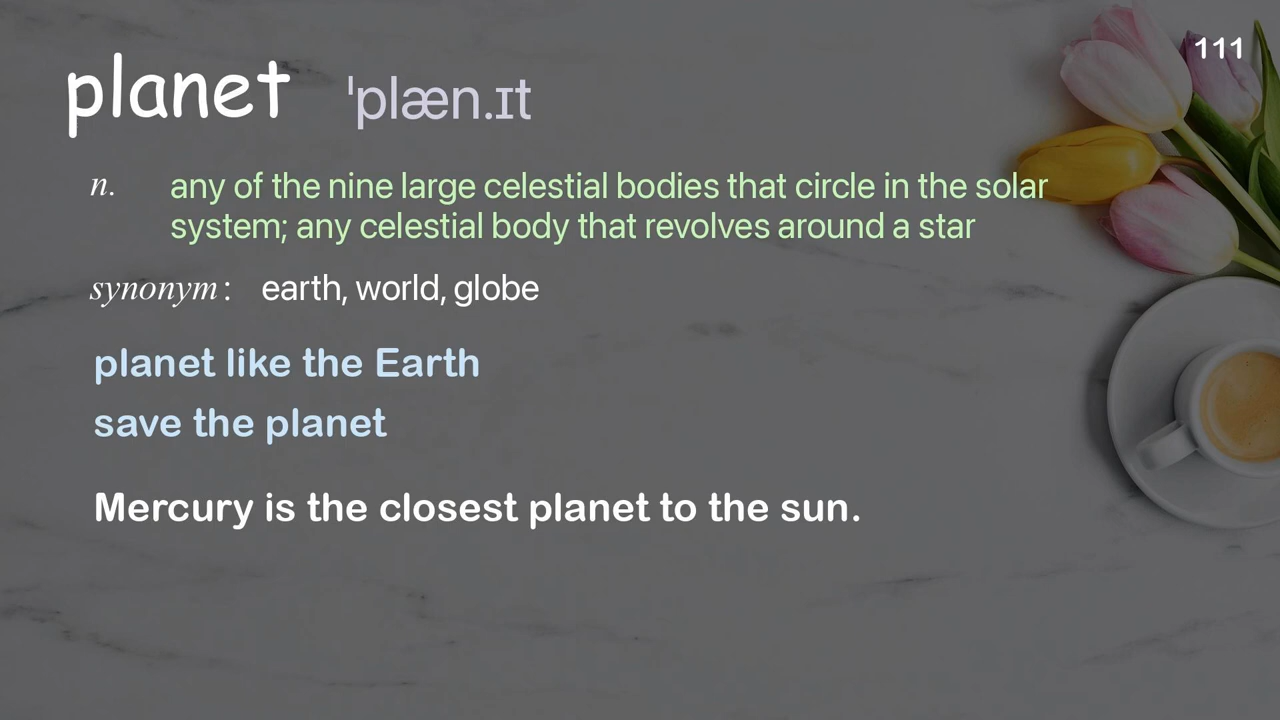 111
planet ˈplæn.ɪt
n. any of the nine large celestial bodies that circle in the solar
system; any celestial body that revolves around a star
synonym: earth, world, globe
planet like the Earth
save the planet
Mercury is the closest planet to the sun.